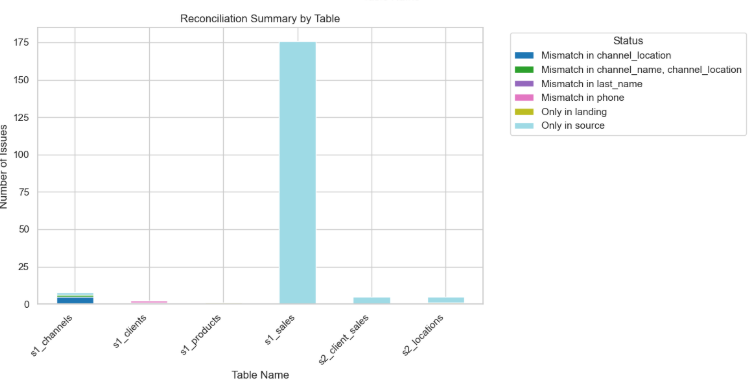 Reconciliation Summary by Table
Number of Issues
175
150
125
100
75
50
25
0
s1_channels
s1_clients
s1_products
s1_sales
s2_client_sales
s2_locations
Table Name
Status
Mismatch in channel_location
Mismatch in channel_name, channel_location
Mismatch in last_name
Mismatch in phone
Only in landing
Only in source